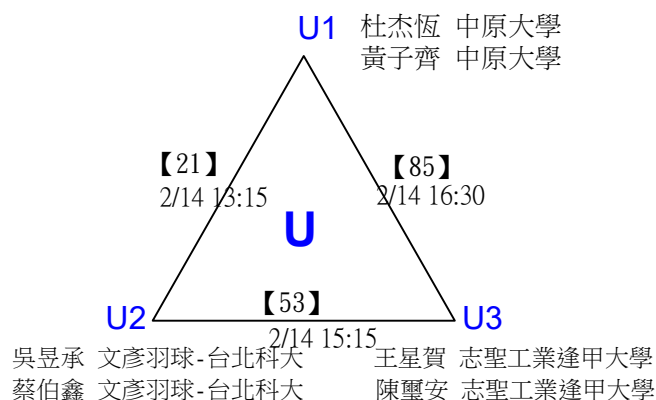 U1
杜杰恆 中原大學
黃子齊 中原大學
【21】
2/14 13:15
【85】
2/14 16:30
U
【53】
2/14 15:15
U2
U3
吳昱承 文彥羽球-台北科大
蔡伯鑫 文彥羽球-台北科大
王星賀 志聖工業逢甲大學
陳璽安 志聖工業逢甲大學